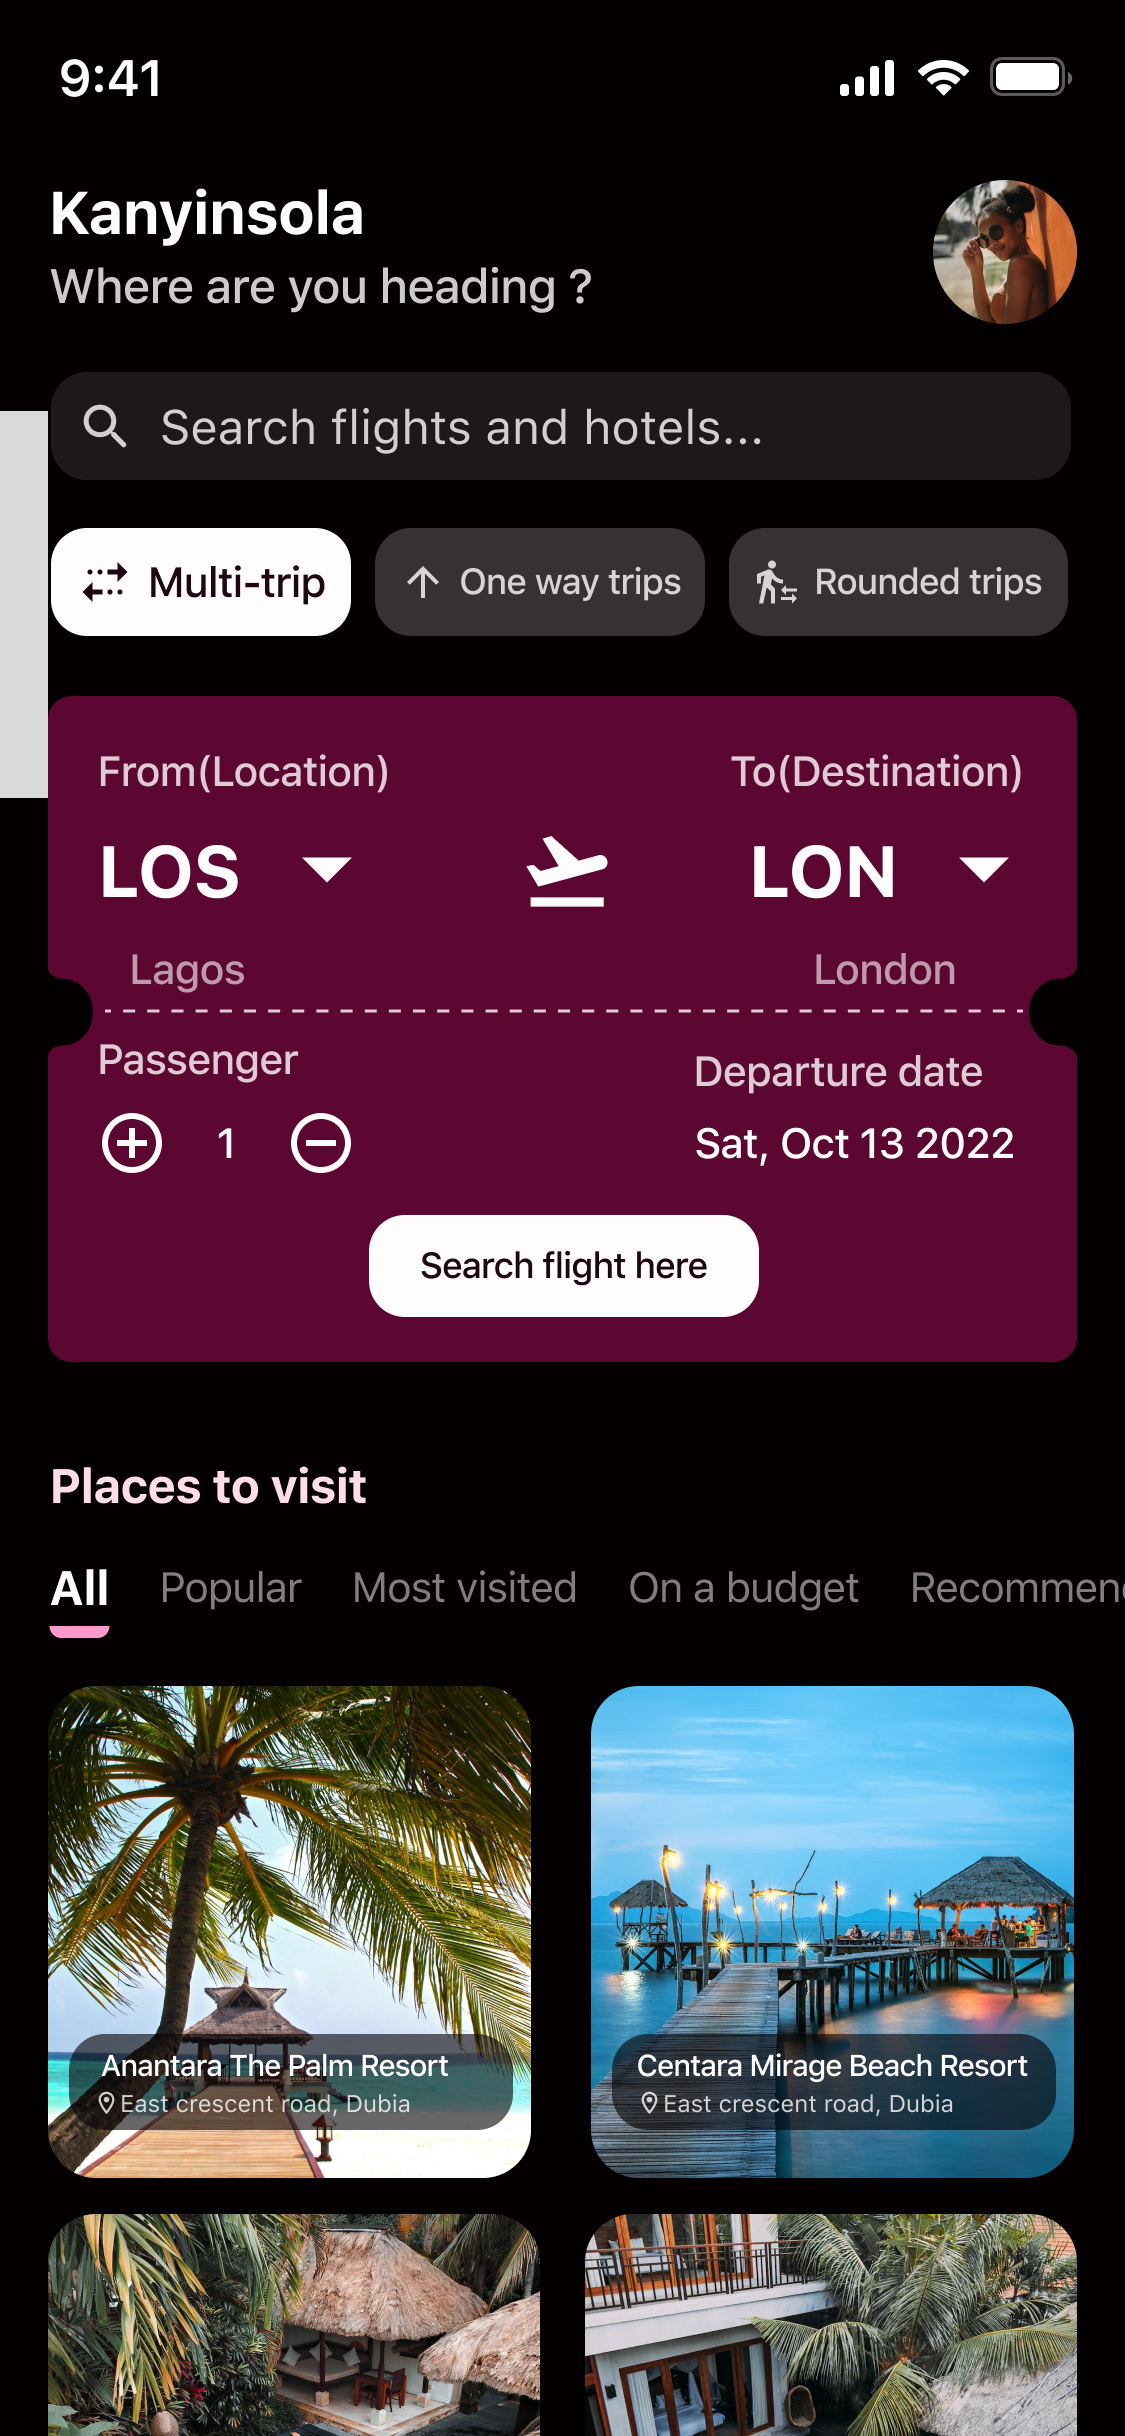 9:41
Kanyinsola
Where are you heading ?
Search flights and hotels...
Multi-trip
One way trips
Rounded trips
From(Location)
To(Destination)
LOS
LON
Lagos
London
Passenger
Departure date
1
Sat, Oct 13 2022
Search flight here
Places to visit
All Popular Most visited On a budget Recommen
Anantara The Palm Resort
East crescent road, Dubia
Centara Mirage Beach Resort
East crescent road, Dubia